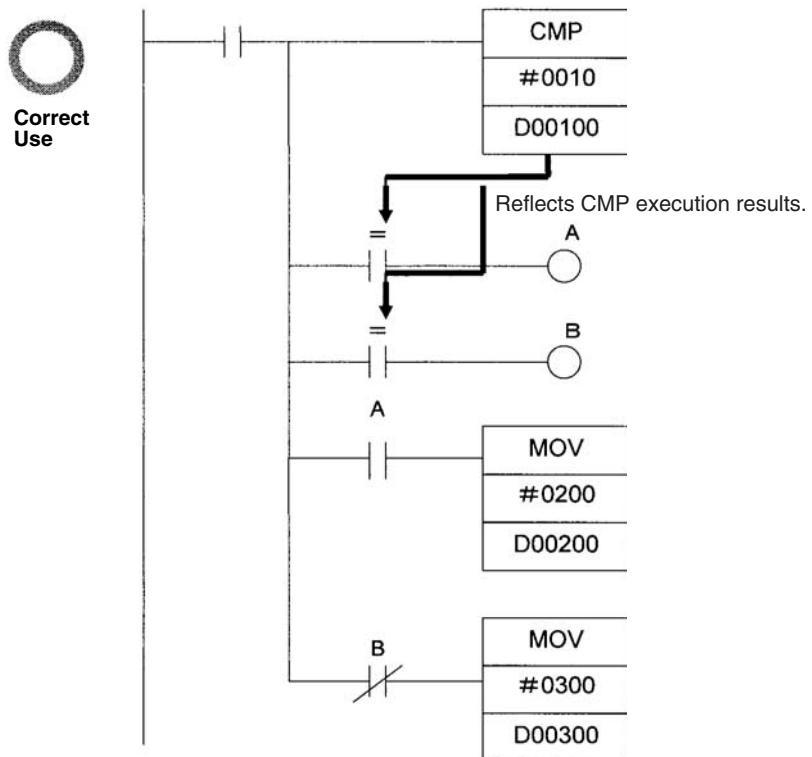 CMP
#0010
D00100
Correct
Use
Reflects CMP execution results.
=
A
=
B
A
MOV
#0200
D00200
B
MOV
#0300
D00300